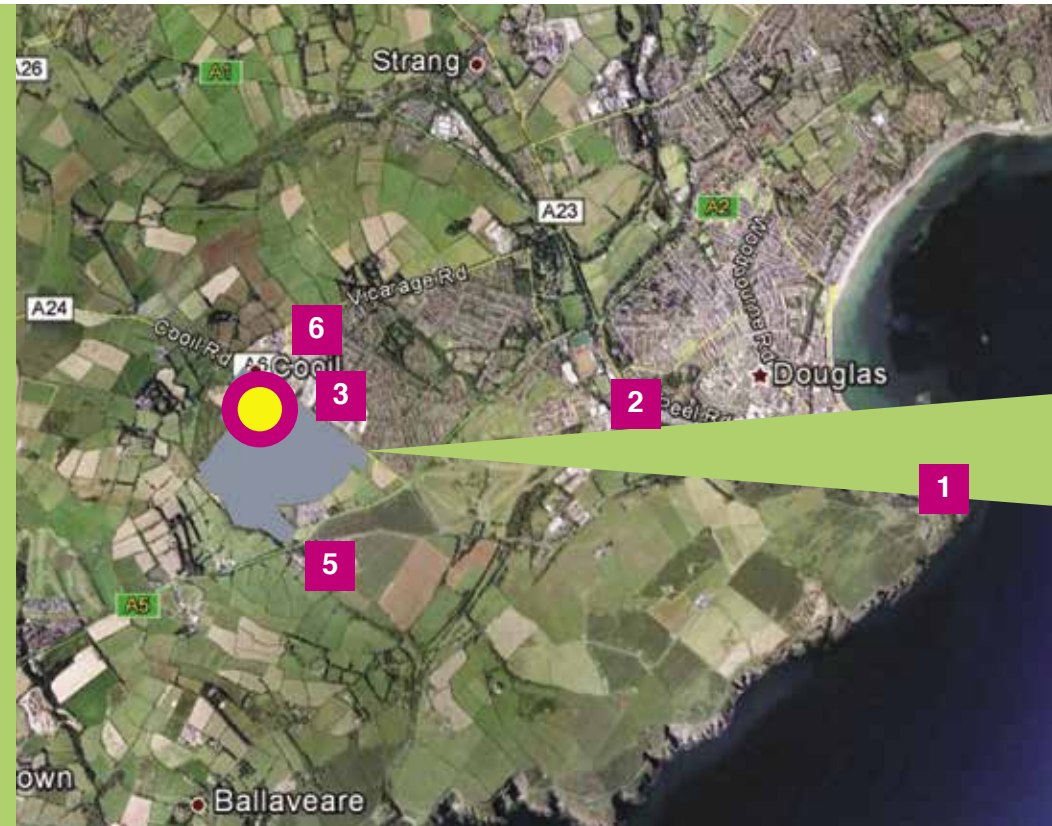 Strang
A26
A1
A23
A2
Woodbourne Rd
Vicarage Rd
A24
Cooil Rd
6
A6
Cooil
Douglas
3
2
Peel Rd
1
5
A5
own
Ballaveare